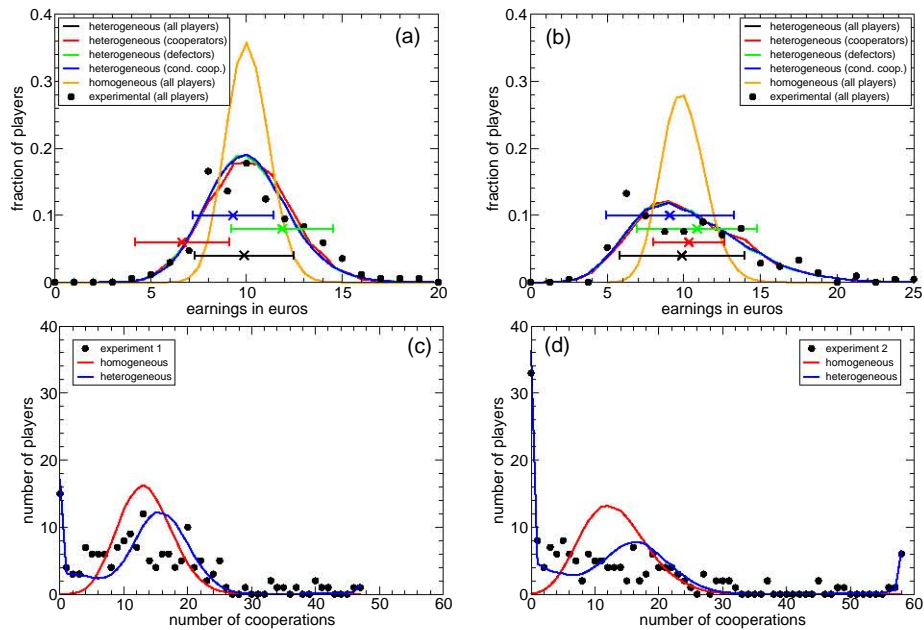 0.4
0.3
0.2
0.1
0.0
fraction of players
heterogeneous (all players)
heterogeneous (cooperators)
heterogeneous (defectors)
heterogeneous (cond. coop.)
homogeneous (all players)
experimental (all players)
(a)
0 5 10 15 20
earnings in euros
0.4
0.3
0.2
0.1
0.0
fraction of players
(b)
heterogeneous (all players)
heterogeneous (cooperators)
heterogeneous (defectors)
heterogeneous (cond. coop.)
homogeneous (all players)
experimental (all players)
0 5 10 15 20 25
earnings in euros
40
30
20
10
0
number of players
experiment 1
homogeneous
heterogeneous
(c)
0 10 20 30 40 50 60
number of cooperations
40
30
20
10
0
number of players
(d)
experiment 2
homogeneous
heterogeneous
0 10 20 30 40 50 60
number of cooperations